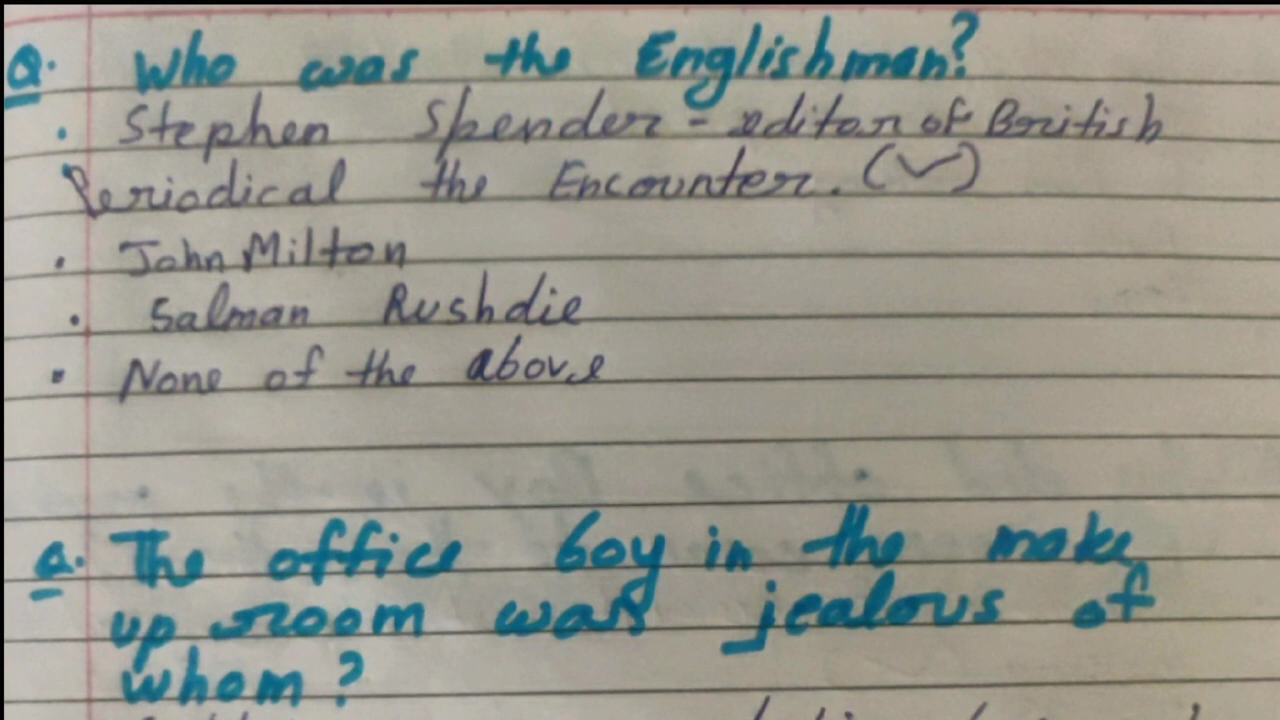 Q. Who was the Englishman?
• Stephen Spender - editor of British
Periodical the Encounter. (✓)
• John Milton
• Salman Rushdie
• None of the above
Q. The office boy in the make
up room was jealous of
whom?